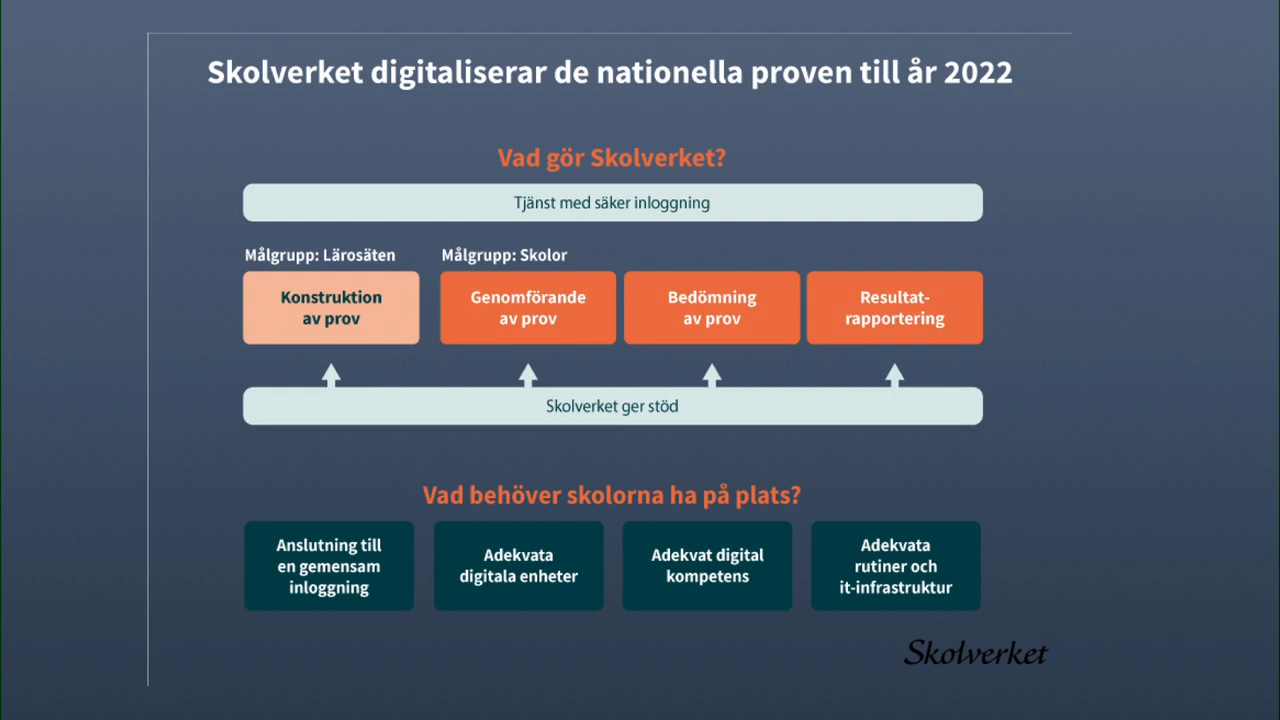 Skolverket digitaliserar de nationella proven till år 2022
Vad gör Skolverket?
Tjänst med säker inloggning
Målgrupp: Lärosäten
Målgrupp: Skolor
Konstruktion
av prov
Genomförande
av prov
Bedömning
av prov
Resultat-
rapportering
Skolverket ger stöd
Vad behöver skolorna ha på plats?
Anslutning till
en gemensam
inloggning
Adekvata
digitala enheter
Adekvat digital
kompetens
Adekvata
rutiner och
it-infrastruktur
Skolverket